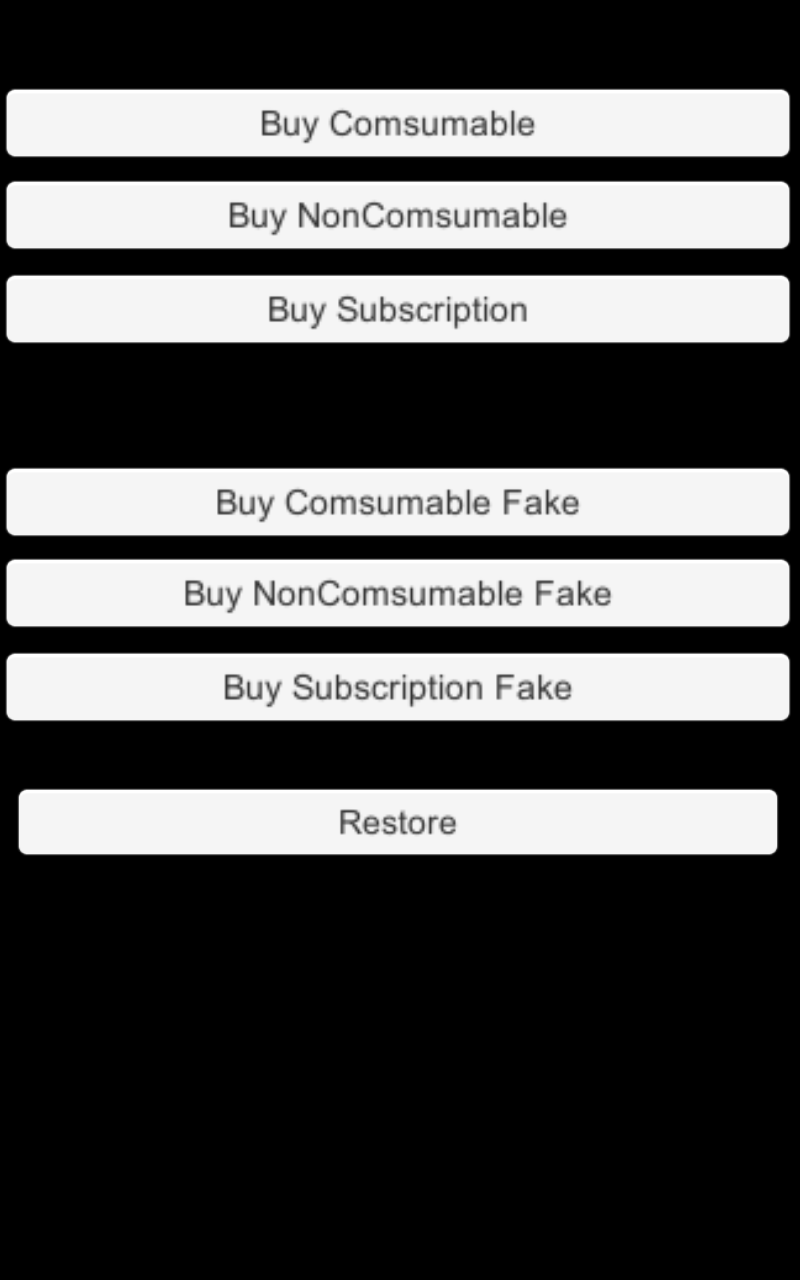 Buy Comsumable
Buy NonComsumable
Buy Subscription
Buy Comsumable Fake
Buy NonComsumable Fake
Buy Subscription Fake
Restore